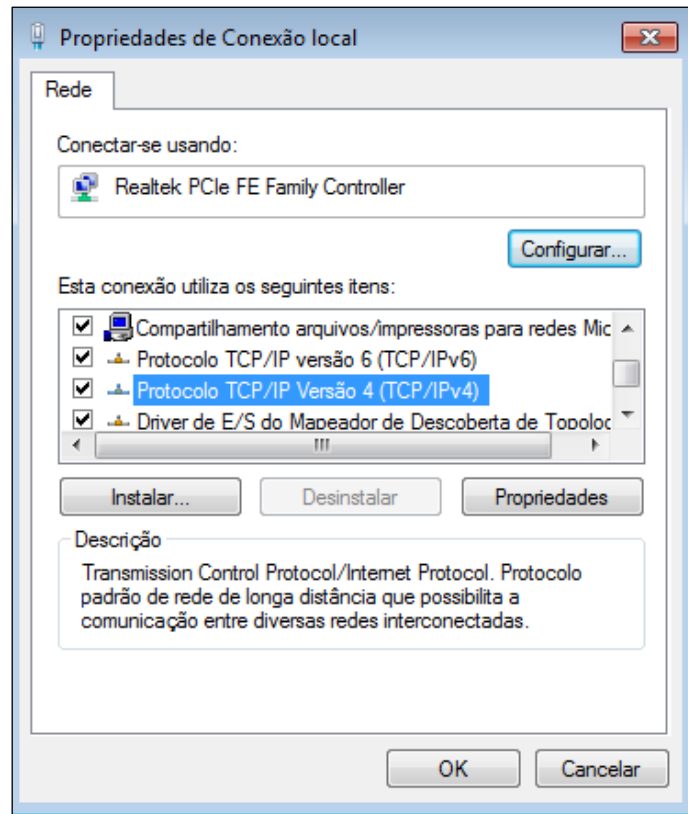 Propriedades de Conexão local
Rede
Conectar-se usando:
Realtek PCIe FE Family Controller
Configurar...
Esta conexão utiliza os seguintes itens:
Compartilhamento arquivos/impressoras para redes Mic
Protocolo TCP/IP versão 6 (TCP/IPv6)
Protocolo TCP/IP Versão 4 (TCP/IPv4)
Driver de E/S do Mapeador de Descoberta de Topoloc
Instalar... Desinstalar Propriedades
Descrição
Transmission Control Protocol/Internet Protocol. Protocolo
padrão de rede de longa distância que possibilita a
comunicação entre diversas redes interconectadas.
OK Cancelar